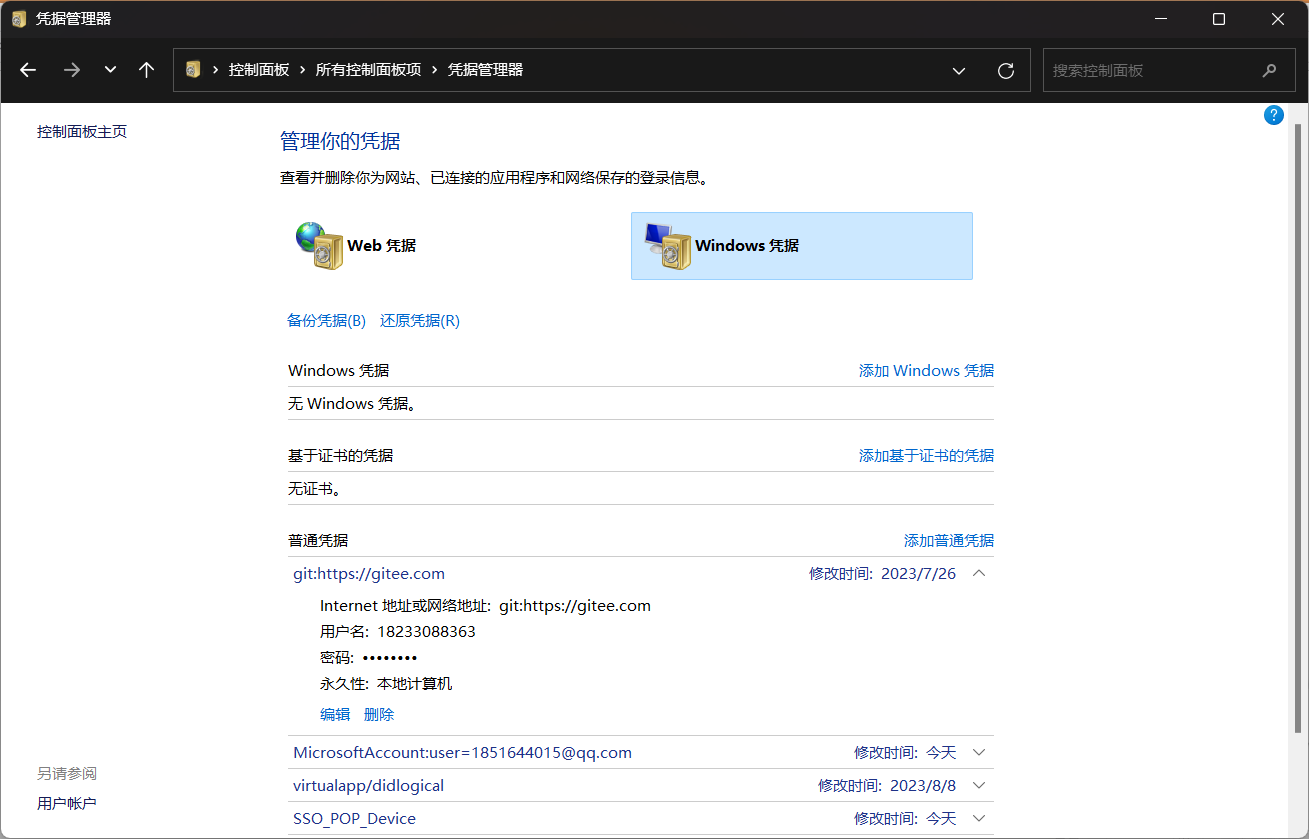 凭据管理器
控制面板 › 所有控制面板项 › 凭据管理器
搜索控制面板
控制面板主页
管理你的凭据
查看并删除你为网站、已连接的应用程序和网络保存的登录信息。
Web 凭据
Windows 凭据
备份凭据(B) 还原凭据(R)
Windows 凭据 添加 Windows 凭据
无 Windows 凭据。
基于证书的凭据 添加基于证书的凭据
无证书。
普通凭据 添加普通凭据
git:https://gitee.com 修改时间: 2023/7/26
Internet 地址或网络地址: git:https://gitee.com
用户名: 18233088363
密码: ••••••••
永久性: 本地计算机
编辑 删除
MicrosoftAccount:user=1851644015@qq.com 修改时间: 今天
virtualapp/didlogical 修改时间: 2023/8/8
SSO_POP_Device 修改时间: 今天
另请参阅
用户帐户